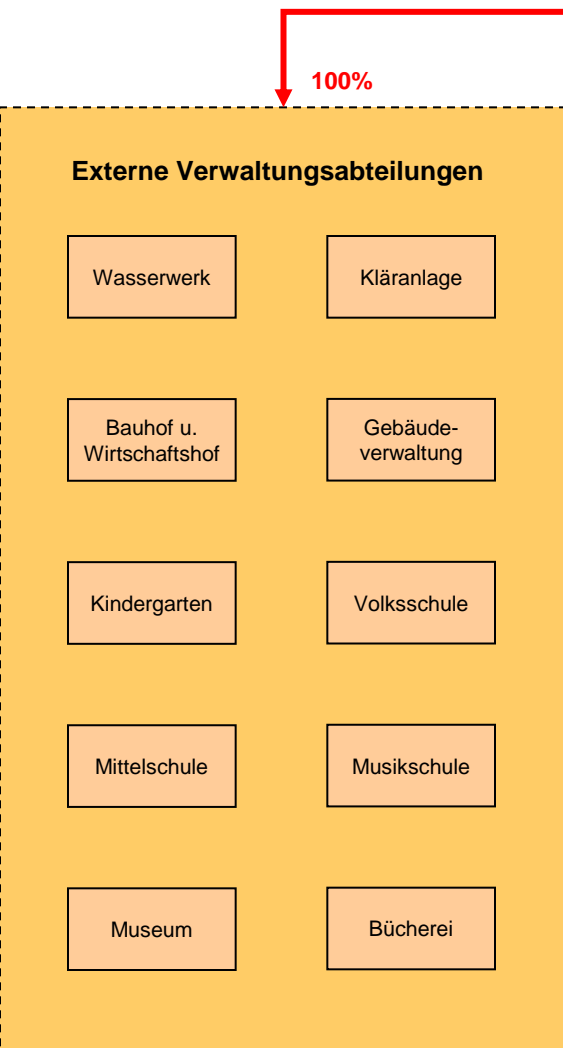 100%
Externe Verwaltungsabteilungen
Wasserwerk
Kläranlage
Bauhof u.
Wirtschaftshof
Gebäude-
verwaltung
Kindergarten
Volksschule
Mittelschule
Musikschule
Museum
Bücherei